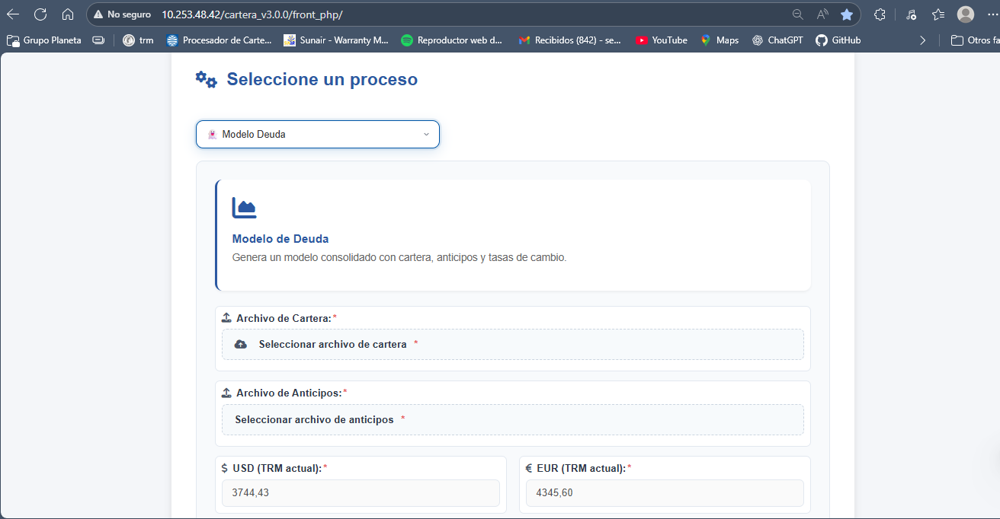 No seguro 10.253.48.42/cartera_v3.0.0/front_php/
Grupo Planeta trm Procesador de Carte... Sunair - Warranty M... Reproductor web d... Recibidos (842) - se... YouTube Maps ChatGPT GitHub Otros fa
Seleccione un proceso
Modelo Deuda
Modelo de Deuda
Genera un modelo consolidado con cartera, anticipos y tasas de cambio.
Archivo de Cartera:*
Seleccionar archivo de cartera *
Archivo de Anticipos:*
Seleccionar archivo de anticipos *
$ USD (TRM actual):* € EUR (TRM actual):*
3744,43 4345,60